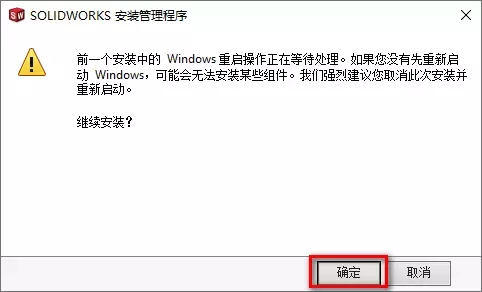 SOLIDWORKS 安装管理程序
前一个安装中的 Windows 重启操作正在等待处理。如果您没有先重新启
动 Windows，可能会无法安装某些组件。我们强烈建议您取消此次安装并
重新启动。
继续安装？
确定 取消